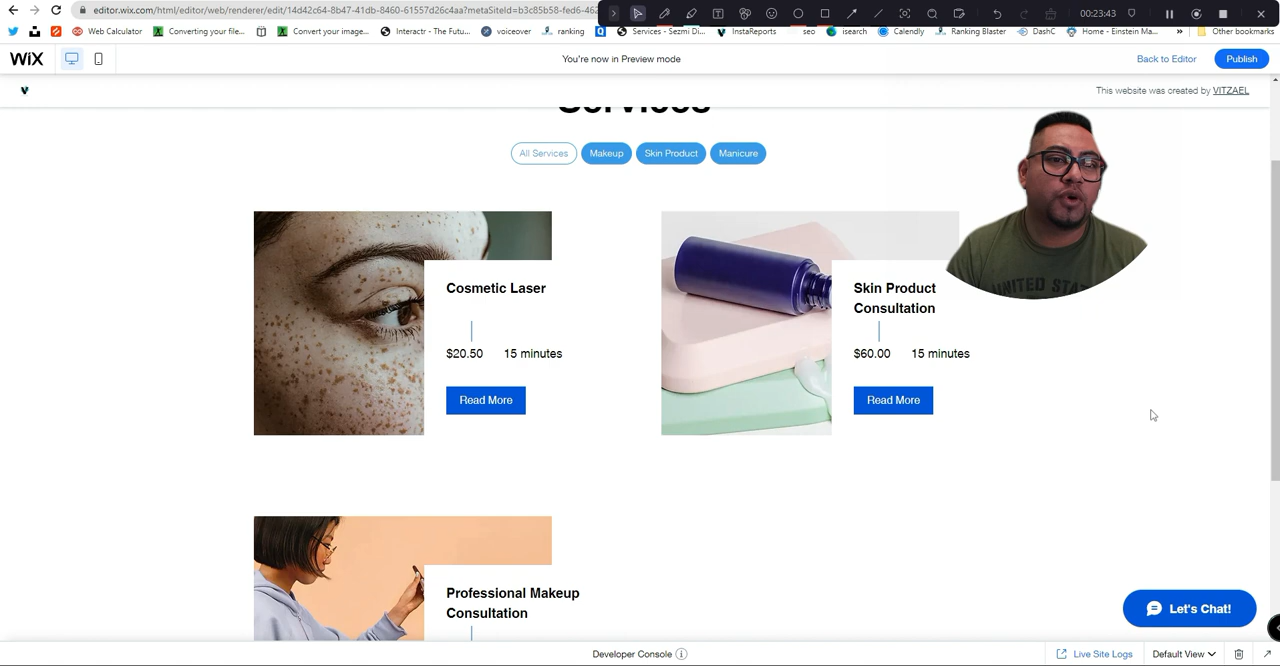 editor.wix.com/html/editor/web/renderer/edit/14d42c64-8b47-41db-8460-61557d26c4aa?metaSiteId=b3c85b58-fed6-462
00:23:43
Web Calculator
Converting your file...
Convert your image...
Interactr - The Futu...
voiceover
ranking
Services - Sezmi Di...
InstaReports
seo
isearch
Calendly
Ranking Blaster
DashC
Home - Einstein Ma...
»
Other bookmarks
WiX
You're now in Preview mode
Back to Editor
Publish
This website was created by VITZAEL
Services
All Services
Makeup
Skin Product
Manicure
Cosmetic Laser
$20.50 15 minutes
Read More
Skin Product
Consultation
$60.00 15 minutes
Read More
UNITED STA
Professional Makeup
Consultation
Let's Chat!
Developer Console
Live Site Logs
Default View